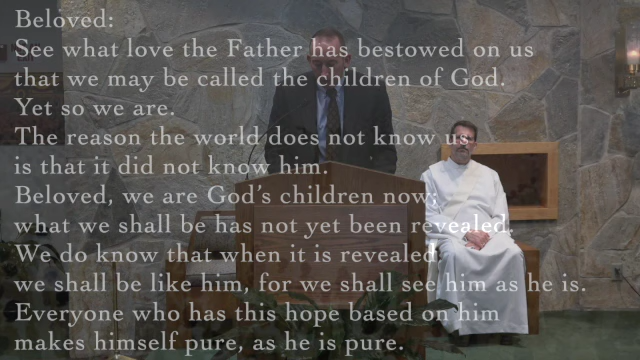 Beloved:
See what love the Father has bestowed on us
that we may be called the children of God.
Yet so we are.
The reason the world does not know us
is that it did not know him.
Beloved, we are God's children now;
what we shall be has not yet been revealed.
We do know that when it is revealed
we shall be like him, for we shall see him as he is.
Everyone who has this hope based on him
makes himself pure, as he is pure.